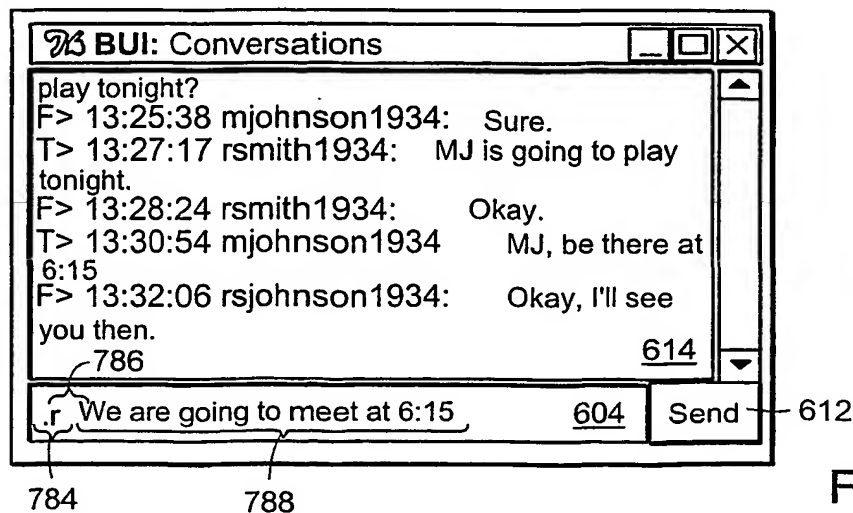 BUI: Conversations
play tonight?
F> 13:25:38 mjohnson1934: Sure.
T> 13:27:17 rsmith1934: MJ is going to play
tonight.
F> 13:28:24 rsmith1934: Okay.
T> 13:30:54 mjohnson1934 MJ, be there at
6:15
F> 13:32:06 rsjohnson1934: Okay, I'll see
you then.
614
786
.r We are going to meet at 6:15 604 Send 612
784 788
F